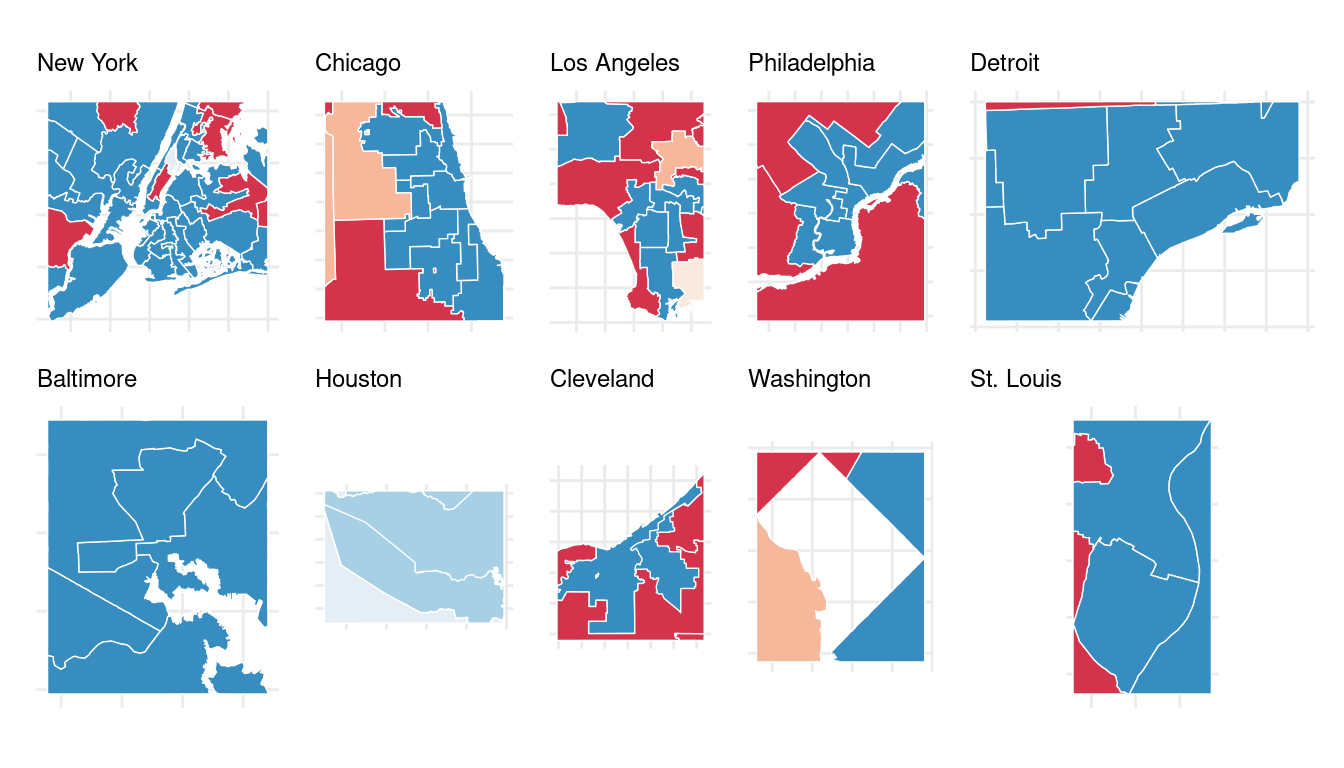 New York
Chicago
Los Angeles
Philadelphia
Detroit
Baltimore
Houston
Cleveland
Washington
St. Louis